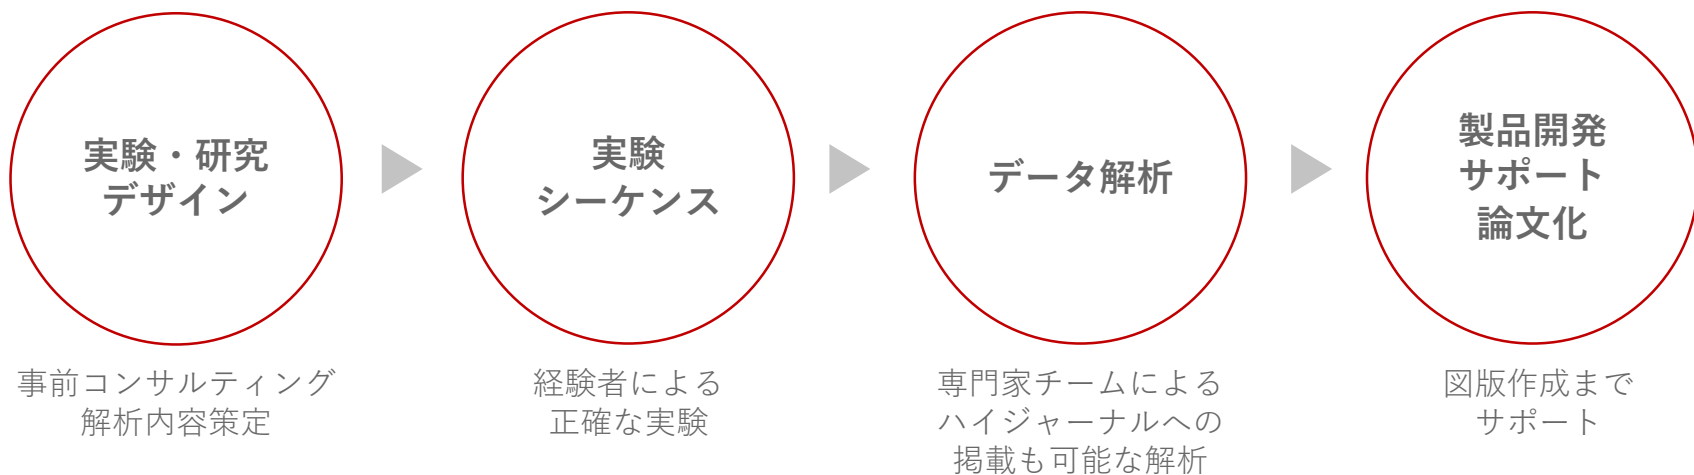 実験・研究
デザイン
事前コンサルティング
解析内容策定
実験
シーケンス
経験者による
正確な実験
データ解析
専門家チームによる
ハイジャーナルへの
掲載も可能な解析
製品開発
サポート
論文化
図版作成まで
サポート